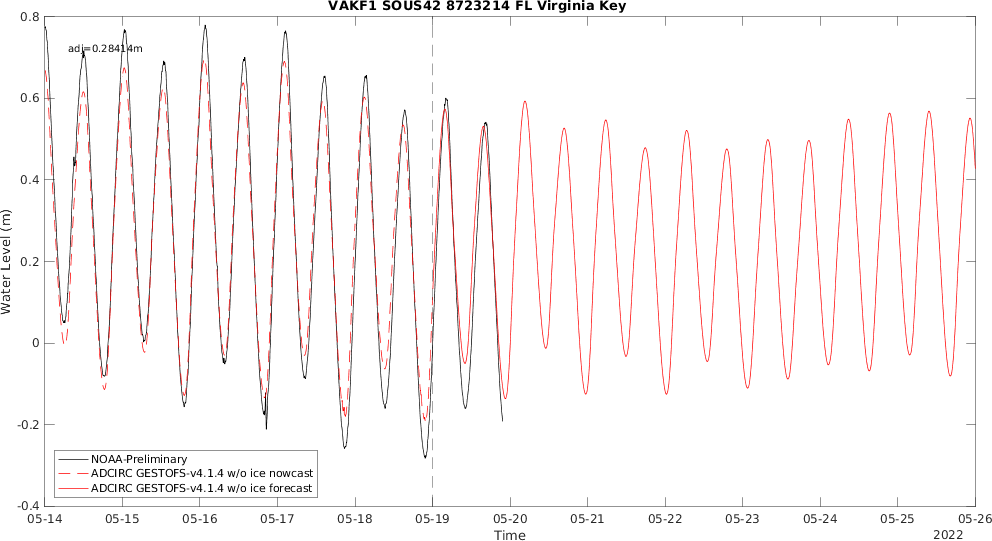 VAKF1 SOUS42 8723214 FL Virginia Key
0.8
adj=0.28414m
0.6
0.4
Water Level (m)
0.2
0
-0.2
NOAA-Preliminary
ADCIRC GESTOFS-v4.1.4 w/o ice nowcast
ADCIRC GESTOFS-v4.1.4 w/o ice forecast
-0.4
05-14 05-15 05-16 05-17 05-18 05-19 05-20 05-21 05-22 05-23 05-24 05-25 05-26
Time
2022